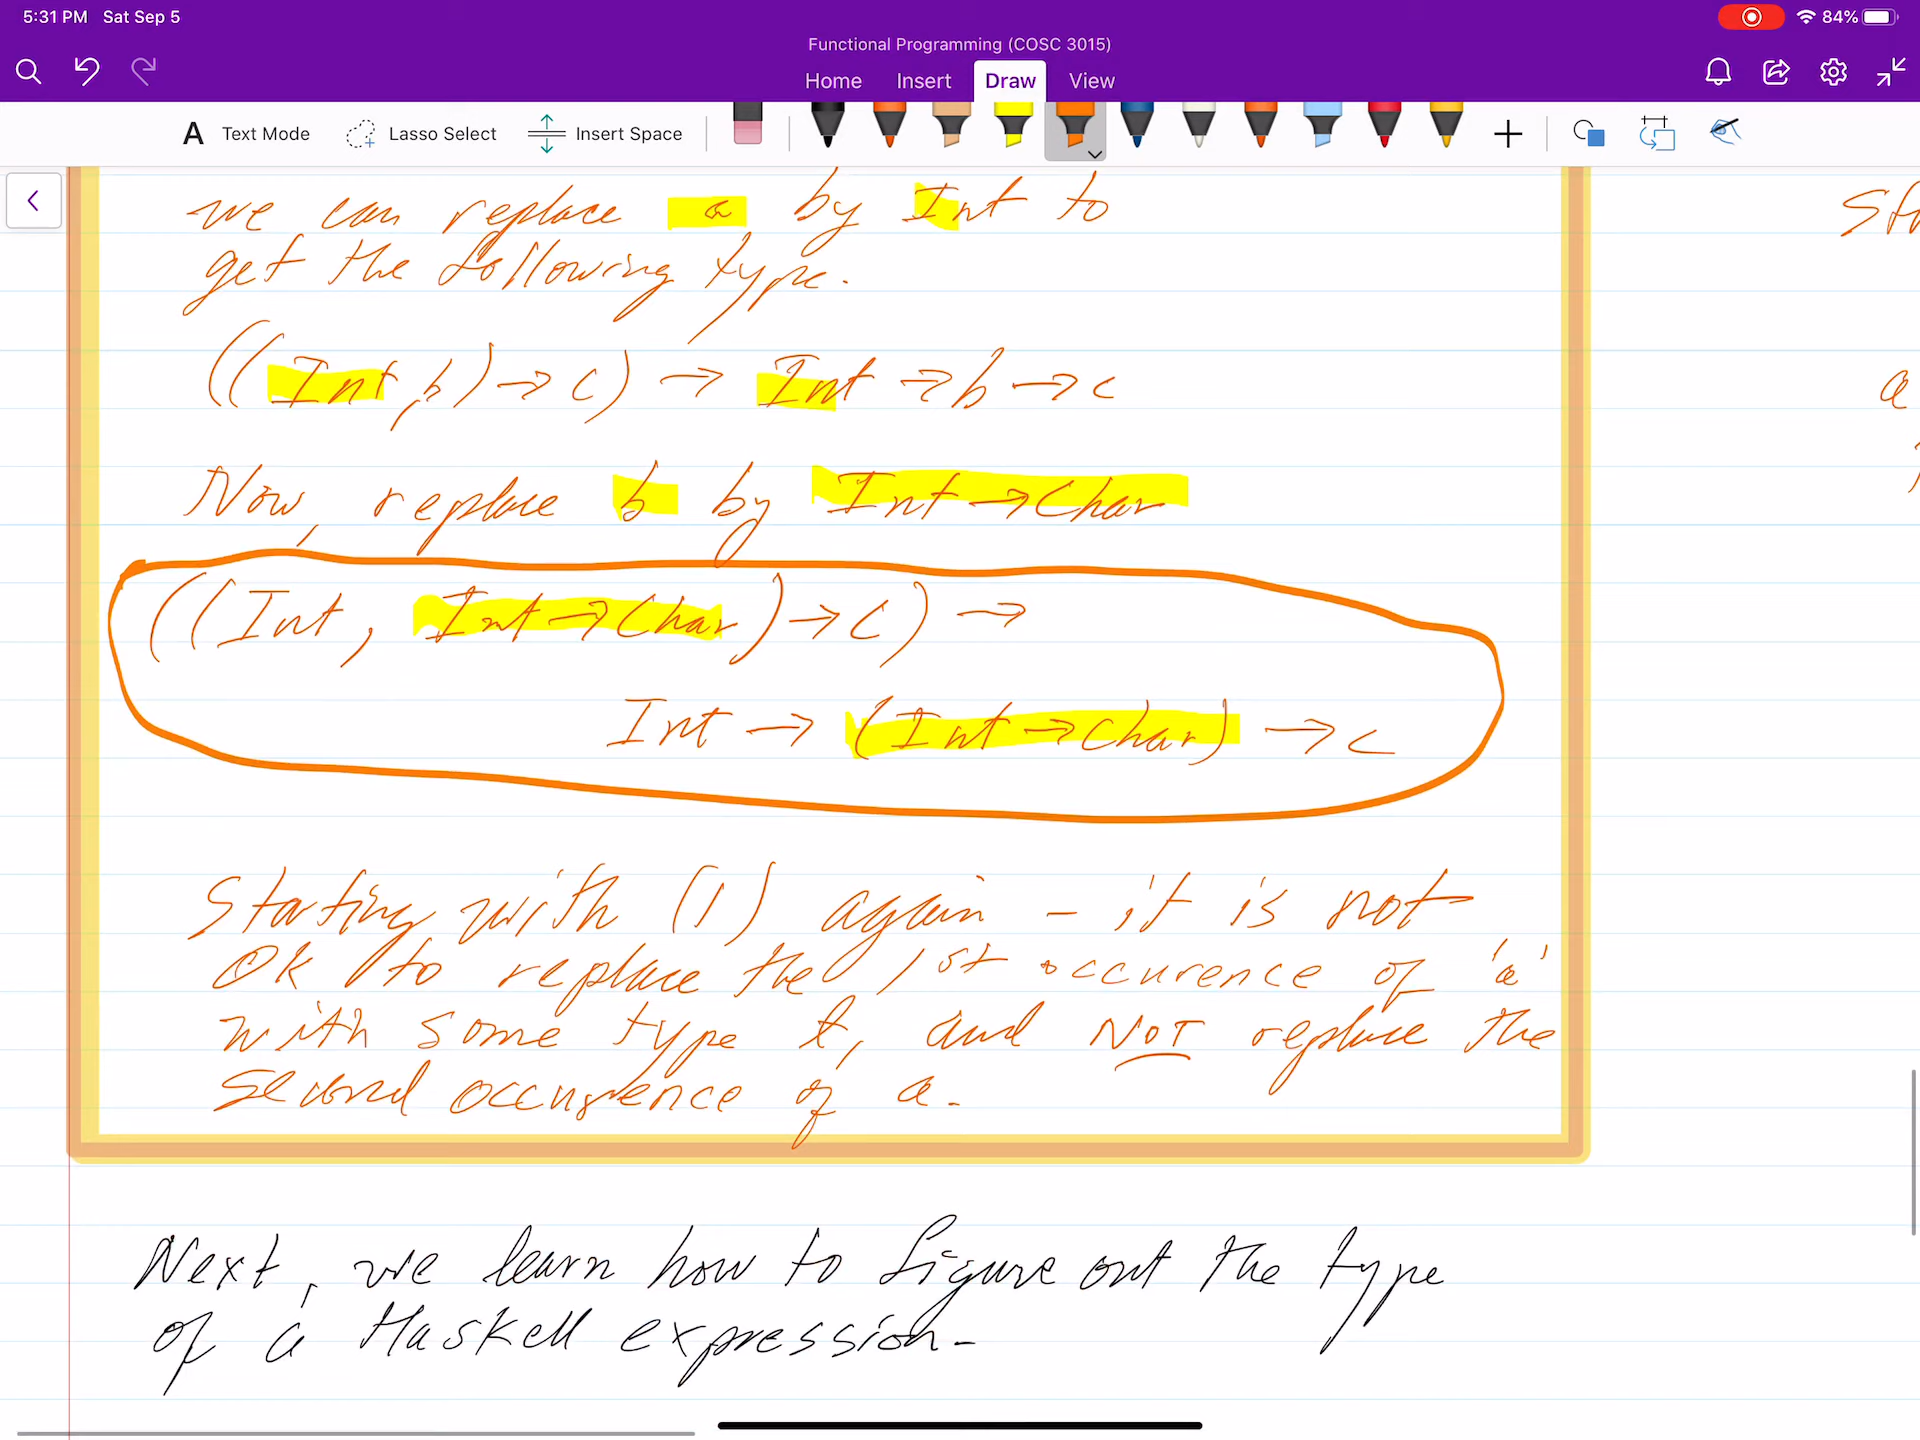 5:31 PM Sat Sep 5
84%
Functional Programming (COSC 3015)
Home Insert Draw View
A Text Mode Lasso Select Insert Space
we can replace a by Int to
get the following type.
((Int, b) → c) → Int → b → c
Now, replace b by Int → Char
((Int, Int → Char) → c) →
Int → (Int → Char) → c
Starting with (1) again - it is not
OK to replace the 1st occurence of 'a'
with some type t, and NOT replace the
second occurrence of a.
Next, we learn how to figure out the type
of a Haskell expression.
a